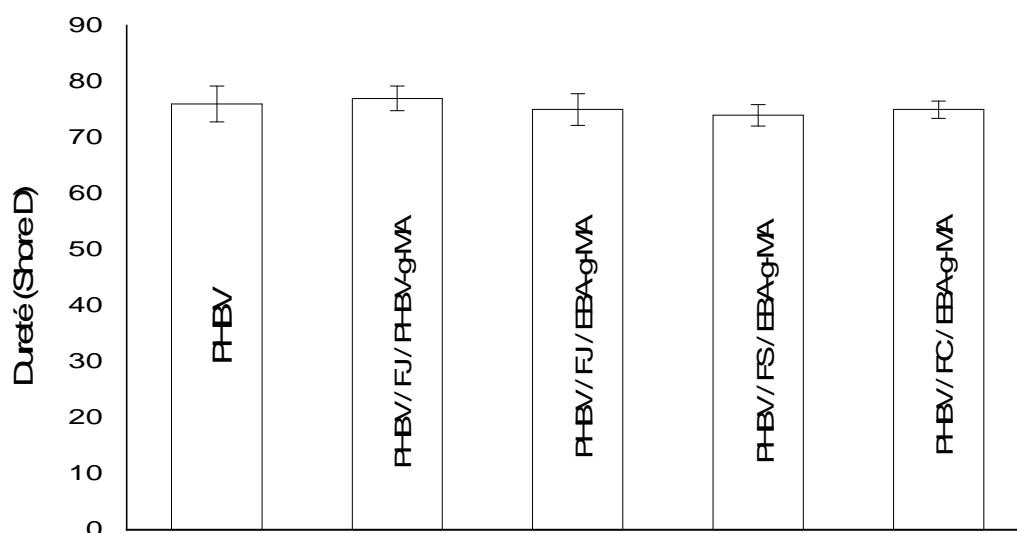 90
80
70
60
50
40
30
20
10
0
Dureté (Shore D)
PHBV
PHBV / FJ / PHBV-g-MA
PHBV / FJ / EBA-g-MA
PHBV / FS / EBA-g-MA
PHBV / FC / EBA-g-MA